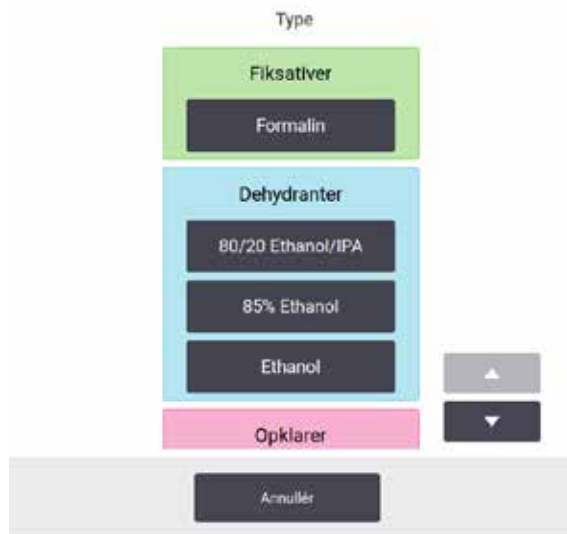 Type
Fiksativer
Formalin
Dehydranter
80/20 Ethanol/IPA
85% Ethanol
Ethanol
Opklarer
Annullér